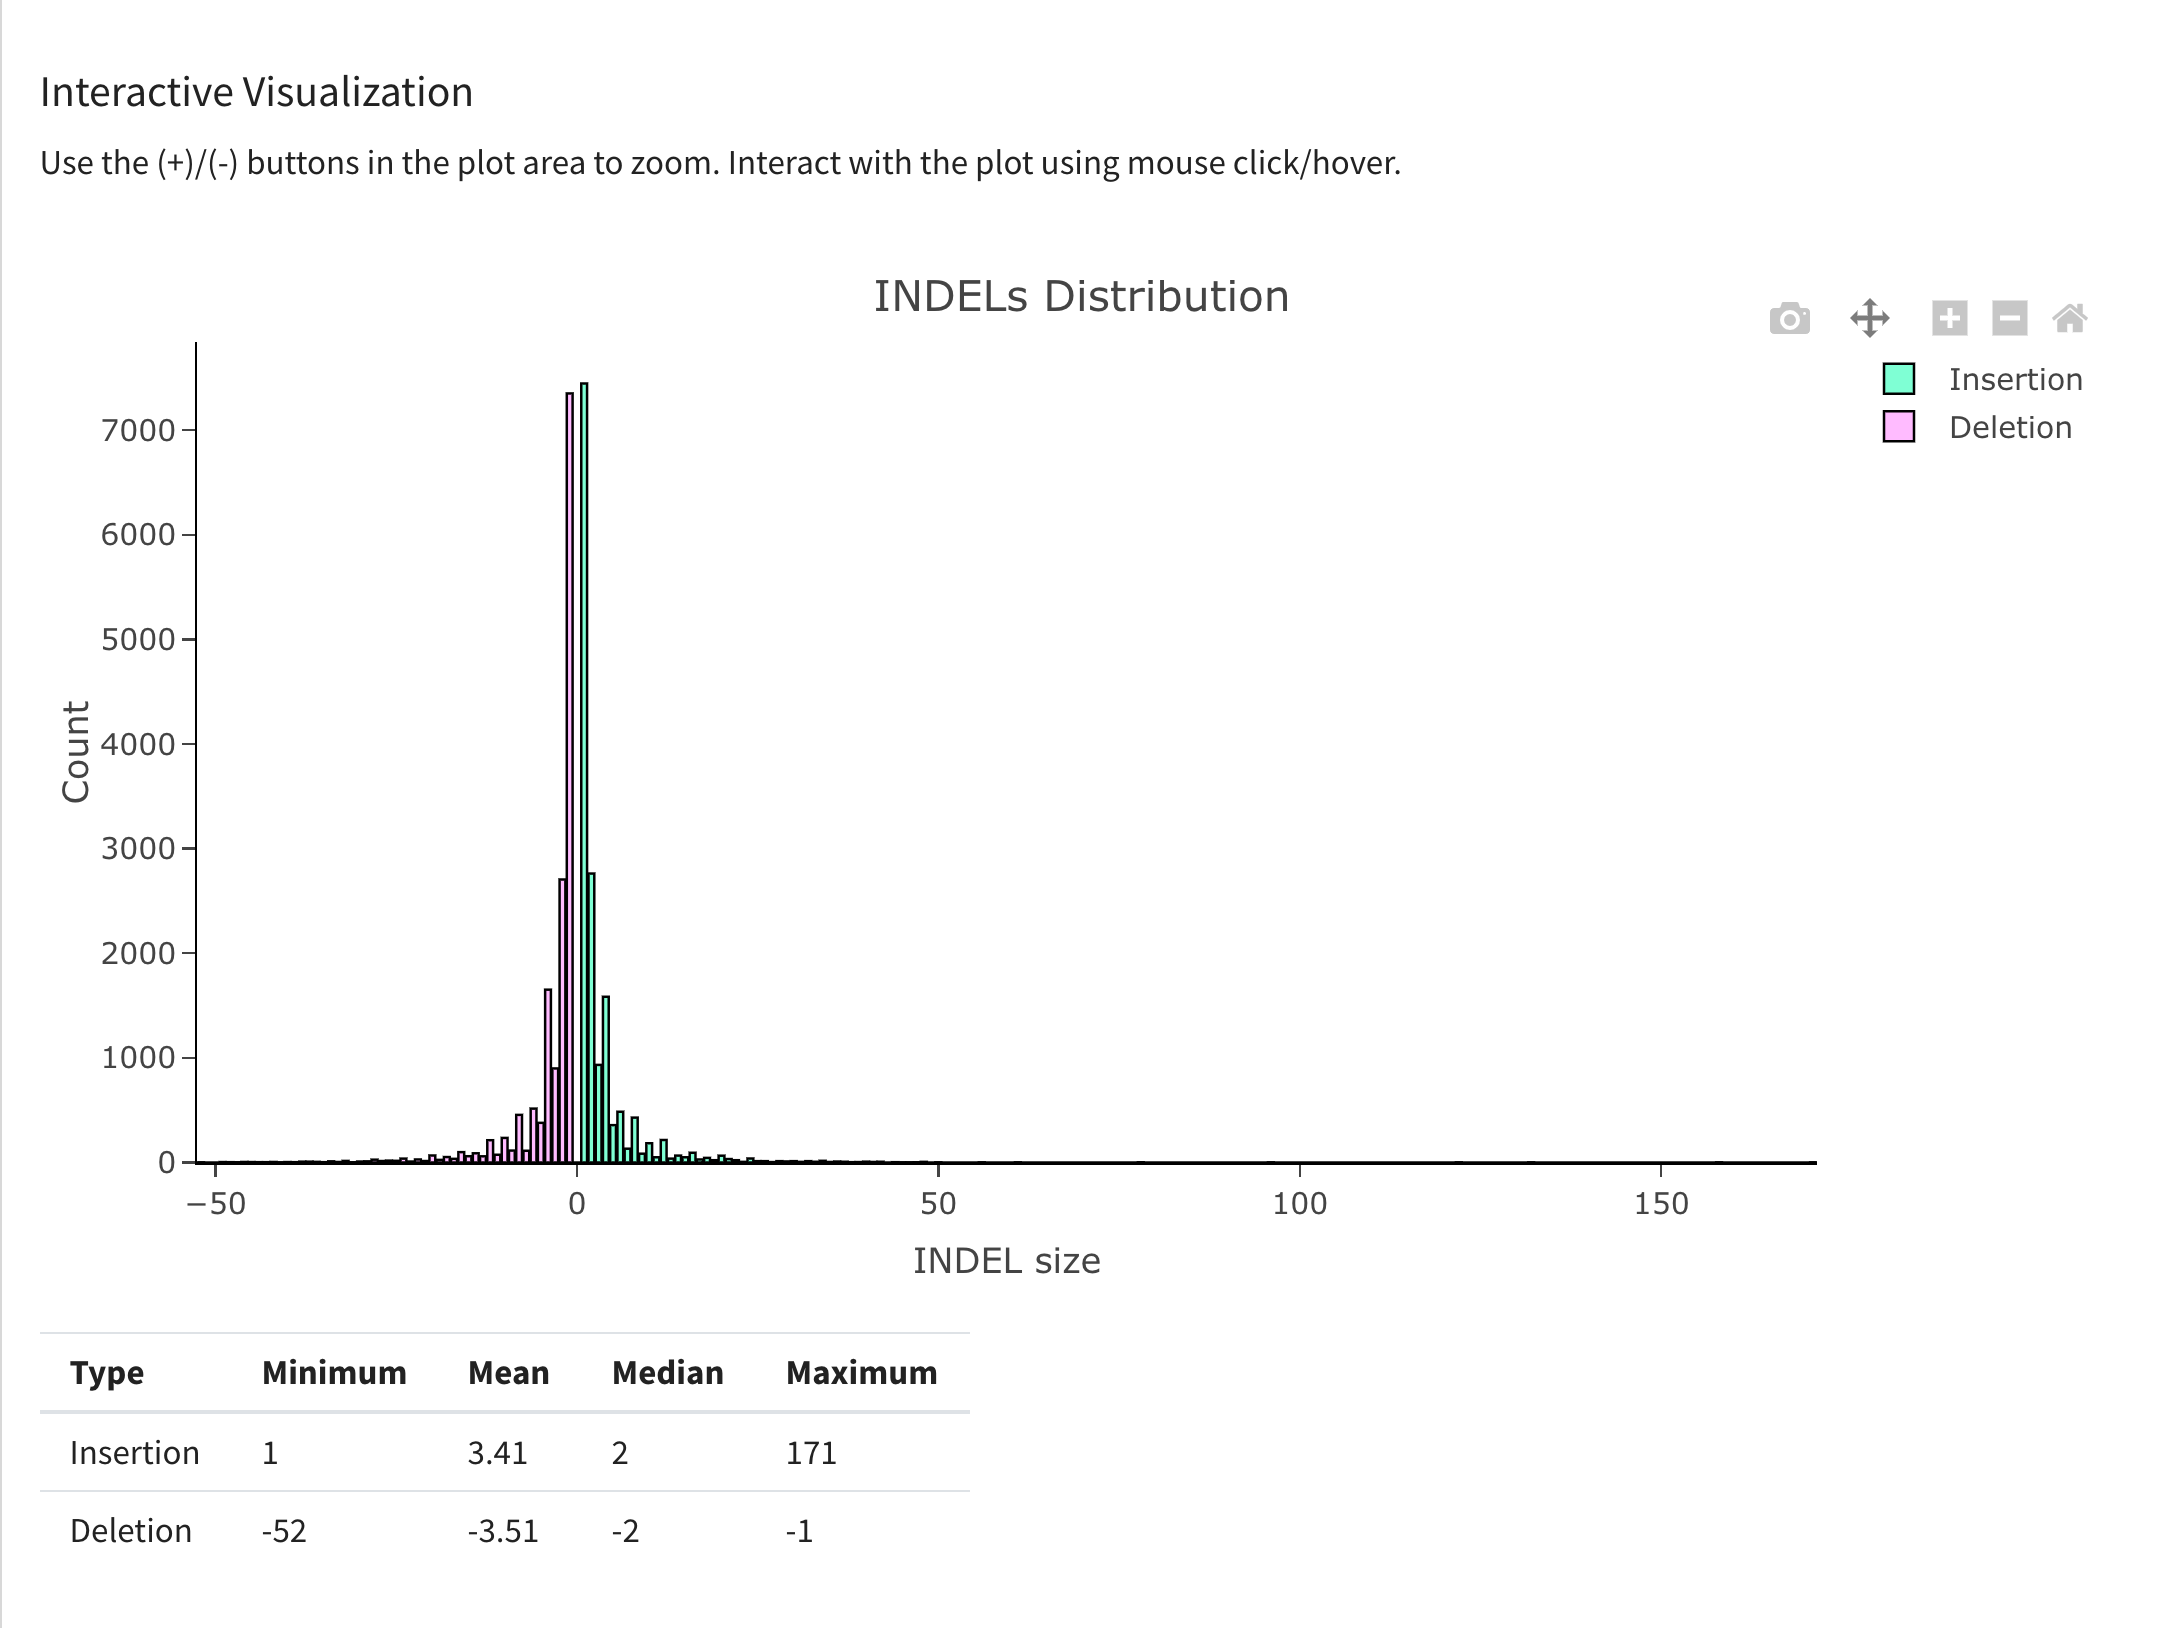 Interactive Visualization
Use the (+)/(-) buttons in the plot area to zoom. Interact with the plot using mouse click/hover.
INDELs Distribution
Insertion
Deletion
7000
6000
5000
4000
3000
2000
1000
0
Count
−50 0 50 100 150
INDEL size
Type Minimum Mean Median Maximum
Insertion 1 3.41 2 171
Deletion -52 -3.51 -2 -1